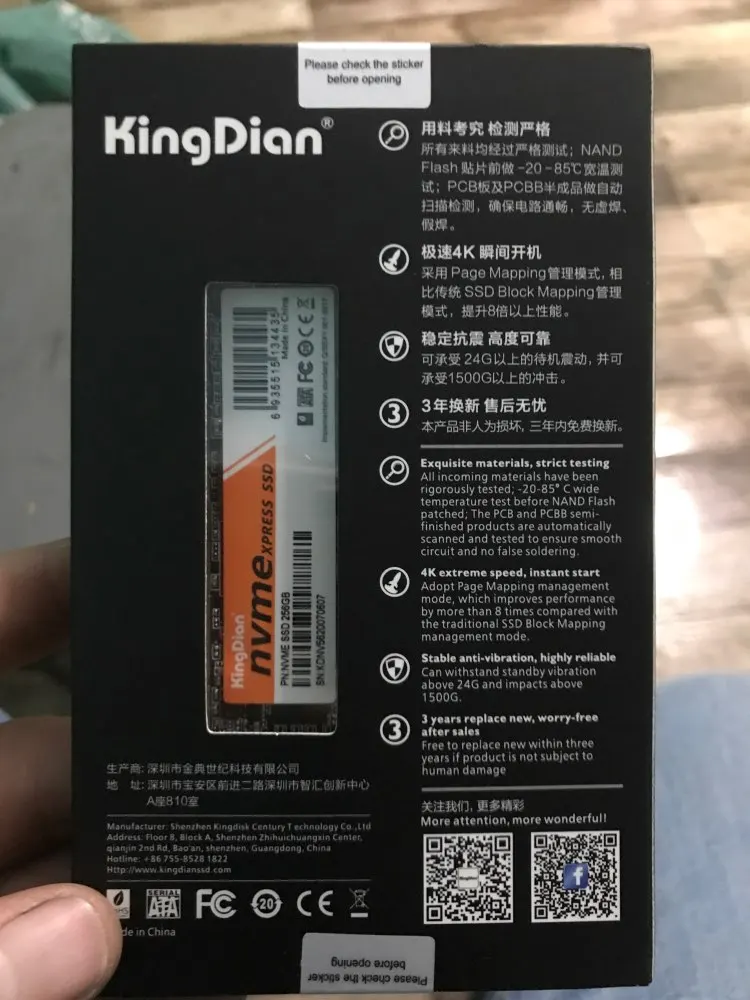 Please check the sticker
before opening
KingDian®
用料考究 检测严格
所有来料均经过严格测试；NAND
Flash 贴片前做 -20 - 85℃宽温测
试；PCB板及PCBB半成品做自动
扫描检测，确保电路通畅，无虚焊、
假焊。
极速4K 瞬间开机
采用 Page Mapping管理模式，相
比传统 SSD Block Mapping管理
模式，提升8倍以上性能。
稳定抗震 高度可靠
可承受 24G以上的待机震动，并可
承受1500G以上的冲击。
3
3年换新 售后无忧
本产品非人为损坏，三年内免费换新。
Exquisite materials, strict testing
All incoming materials have been
rigorously tested; -20-85° C wide
temperature test before NAND Flash
patched; The PCB and PCBB semi-
finished products are automatically
scanned and tested to ensure smooth
circuit and no false soldering.
4K extreme speed, instant start
Adopt Page Mapping management
mode, which improves performance
by more than 8 times compared with
the traditional SSD Block Mapping
management mode.
Stable anti-vibration, highly reliable
Can withstand standby vibration
above 24G and impacts above
1500G.
3
3 years replace new, worry-free
after sales
Free to replace new within three
years if product is not subject to
human damage
关注我们，更多精彩
More attention, more wonderful!
KingDian
nvme XPRESS SSD
PN:NVME SSD 256GB
SN:KDNV5620070607
6 935515 134435
Made in China
FC CE
生产商: 深圳市金典世纪科技有限公司
地 址: 深圳市宝安区前进二路深圳市智汇创新中心
A座810室
Manufacturer: Shenzhen Kingdisk Century Technology Co.,Ltd
Address: Floor 8, Block A, Shenzhen Zhihuichuangxin Center,
qianjin 2nd Rd, Bao'an, shenzhen, Guangdong, China
Hotline: +86 755-8528 1822
Http://www.kingdianssd.com
SERIAL
ATA
FC
20
CE
in China
Please check the sticker
before opening